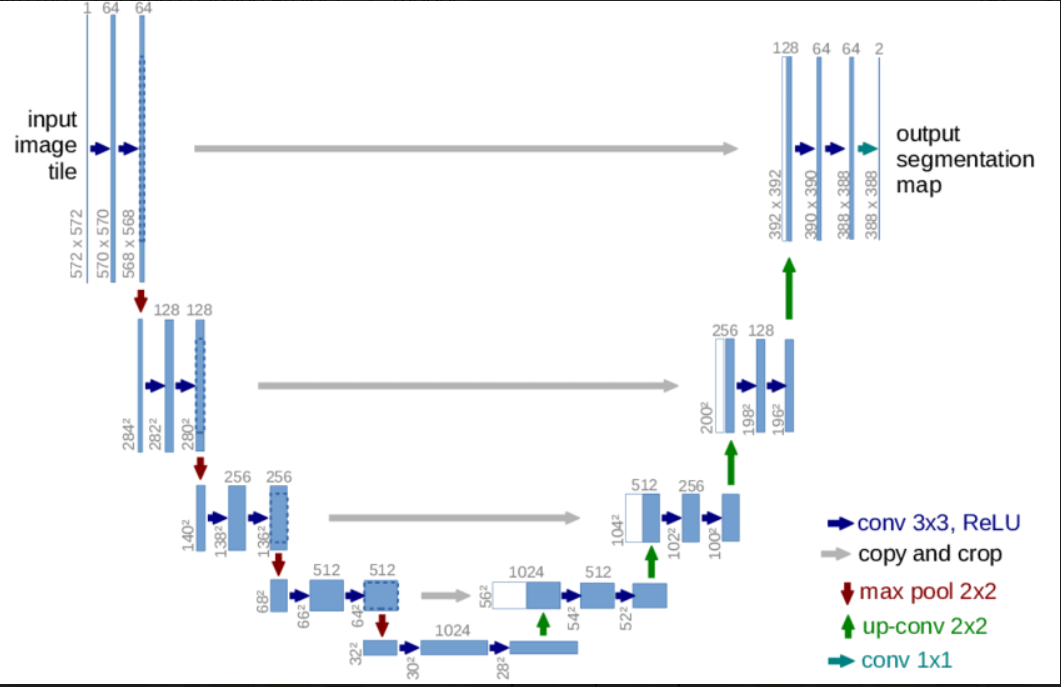 1 64 64
input
image
tile
572 x 572
570 x 570
568 x 568
128 64 64 2
output
segmentation
map
392 x 392
390 x 390
388 x 388
388 x 388
128 128
284²
282²
280²
256 128
200²
198²
196²
256 256
140²
138²
136²
512 256
104²
102²
100²
512 512
68²
66²
64²
1024 512
56²
54²
52²
1024
32²
30²
28²
conv 3x3, ReLU
copy and crop
max pool 2x2
up-conv 2x2
conv 1x1